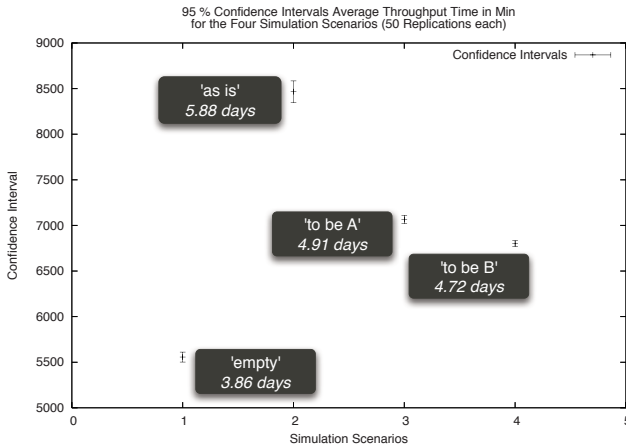 95 % Confidence Intervals Average Throughput Time in Min
for the Four Simulation Scenarios (50 Replications each)
9000
8500
8000
7500
7000
6500
6000
5500
5000
Confidence Interval
Confidence Intervals
'as is'
5.88 days
'to be A'
4.91 days
'to be B'
4.72 days
'empty'
3.86 days
0
1
2
3
4
5
Simulation Scenarios